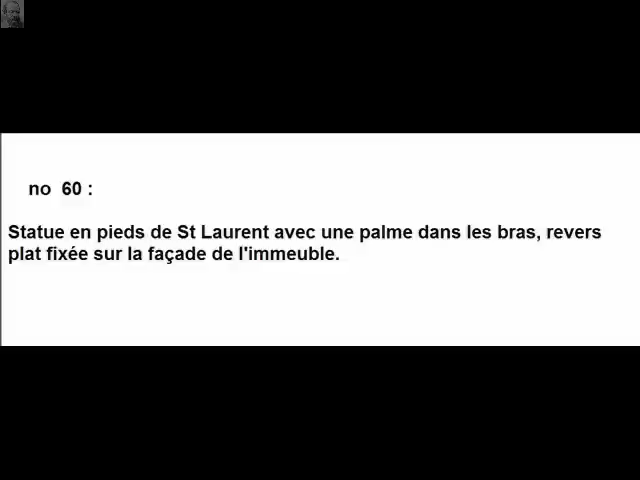 no 60 :
Statue en pieds de St Laurent avec une palme dans les bras, revers
plat fixée sur la façade de l'immeuble.